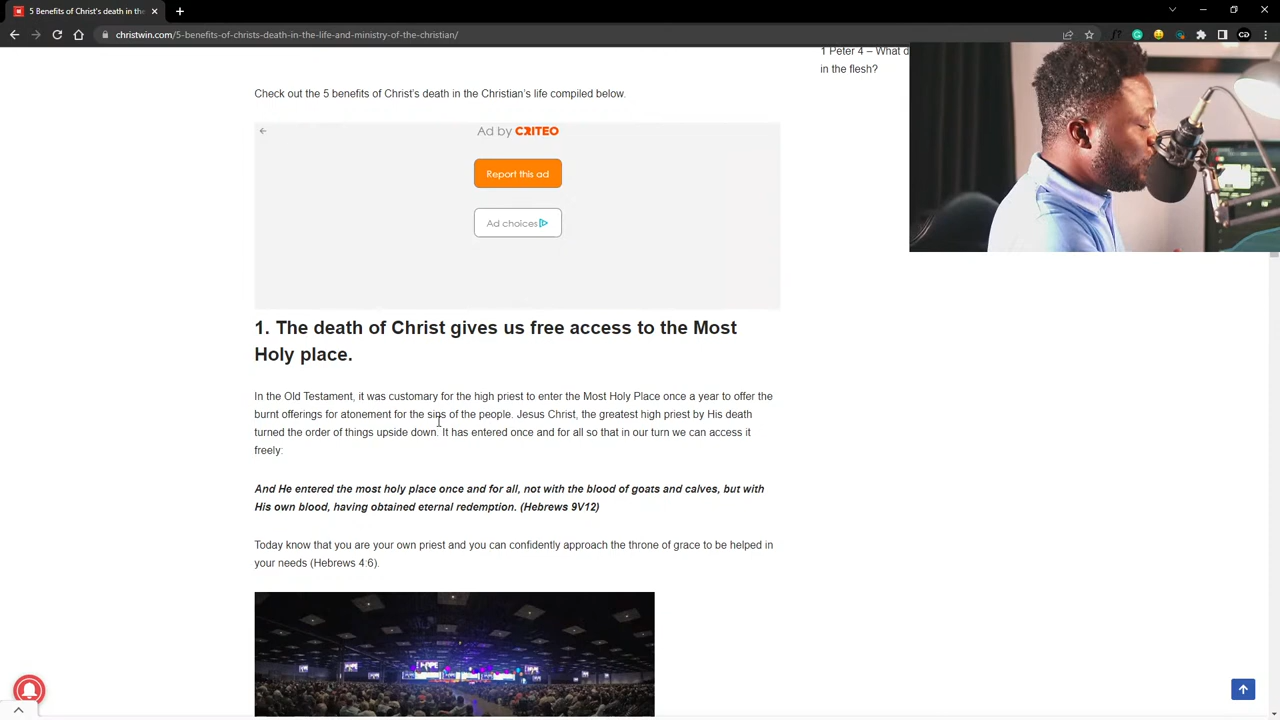 5 Benefits of Christ's death in the
christwin.com/5-benefits-of-christs-death-in-the-life-and-ministry-of-the-christian/
1 Peter 4 – What d
in the flesh?
Check out the 5 benefits of Christ's death in the Christian's life compiled below.
Ad by CRITEO
Report this ad
Ad choices
1. The death of Christ gives us free access to the Most
Holy place.
In the Old Testament, it was customary for the high priest to enter the Most Holy Place once a year to offer the
burnt offerings for atonement for the sins of the people. Jesus Christ, the greatest high priest by His death
turned the order of things upside down. It has entered once and for all so that in our turn we can access it
freely:
And He entered the most holy place once and for all, not with the blood of goats and calves, but with
His own blood, having obtained eternal redemption. (Hebrews 9V12)
Today know that you are your own priest and you can confidently approach the throne of grace to be helped in
your needs (Hebrews 4:6).